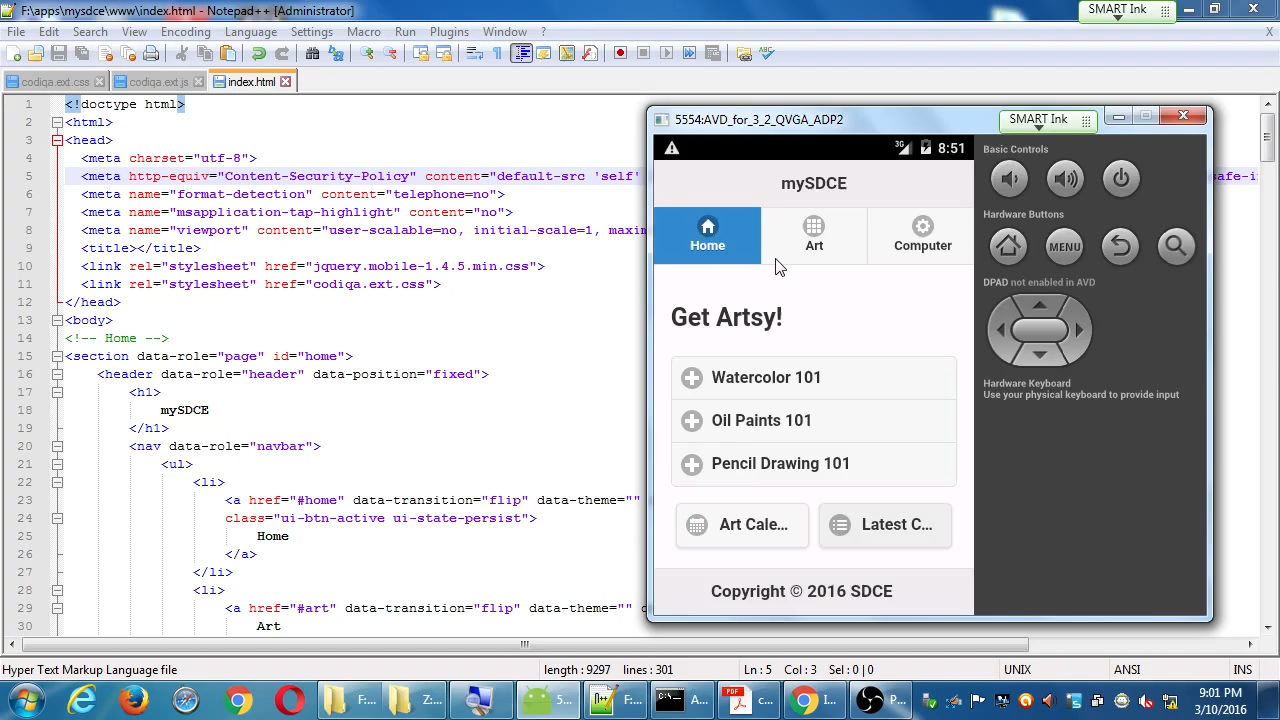 F:\apps\mysdce\www\index.html - Notepad++ [Administrator]
SMART Ink
File Edit Search View Encoding Language Settings Macro Run Plugins Window ? X
codiqa.ext.css codiqa.ext.js index.html
1 <!doctype html>
2 <html>
3 <head>
4 <meta charset="utf-8">
5 <meta http-equiv="Content-Security-Policy" content="default-src 'self'
6 <meta name="format-detection" content="telephone=no">
7 <meta name="msapplication-tap-highlight" content="no">
8 <meta name="viewport" content="user-scalable=no, initial-scale=1,
9 <title></title>
10 <link rel="stylesheet" href="jquery.mobile-1.4.5.min.css">
11 <link rel="stylesheet" href="codiqa.ext.css">
12 </head>
13 <body>
14 <!-- Home -->
15 <section data-role="page" id="home">
16 <header data-role="header" data-position="fixed">
17 <h1>
18 mySDCE
19 </h1>
20 <nav data-role="navbar">
21 <ul>
22 <li>
23 <a href="#home" data-transition="flip" data-theme=""
24 class="ui-btn-active ui-state-persist">
25 Home
26 </a>
27 </li>
28 <li>
29 <a href="#art" data-transition="flip" data-theme=""
30 Art
5554:AVD_for_3_2_QVGA_ADP2
SMART Ink
3G 8:51
mySDCE
Home Art Computer
Get Artsy!
Watercolor 101
Oil Paints 101
Pencil Drawing 101
Art Cale... Latest C...
Copyright © 2016 SDCE
Basic Controls
Hardware Buttons
MENU
DPAD not enabled in AVD
Hardware Keyboard
Use your physical keyboard to provide input
Hyper Text Markup Language file length : 9297 lines : 301 Ln : 5 Col : 3 Sel : 0 | 0 UNIX ANSI INS
F:... Z:... 5... F:... A... PDF c... I... P...
9:01 PM
3/10/2016